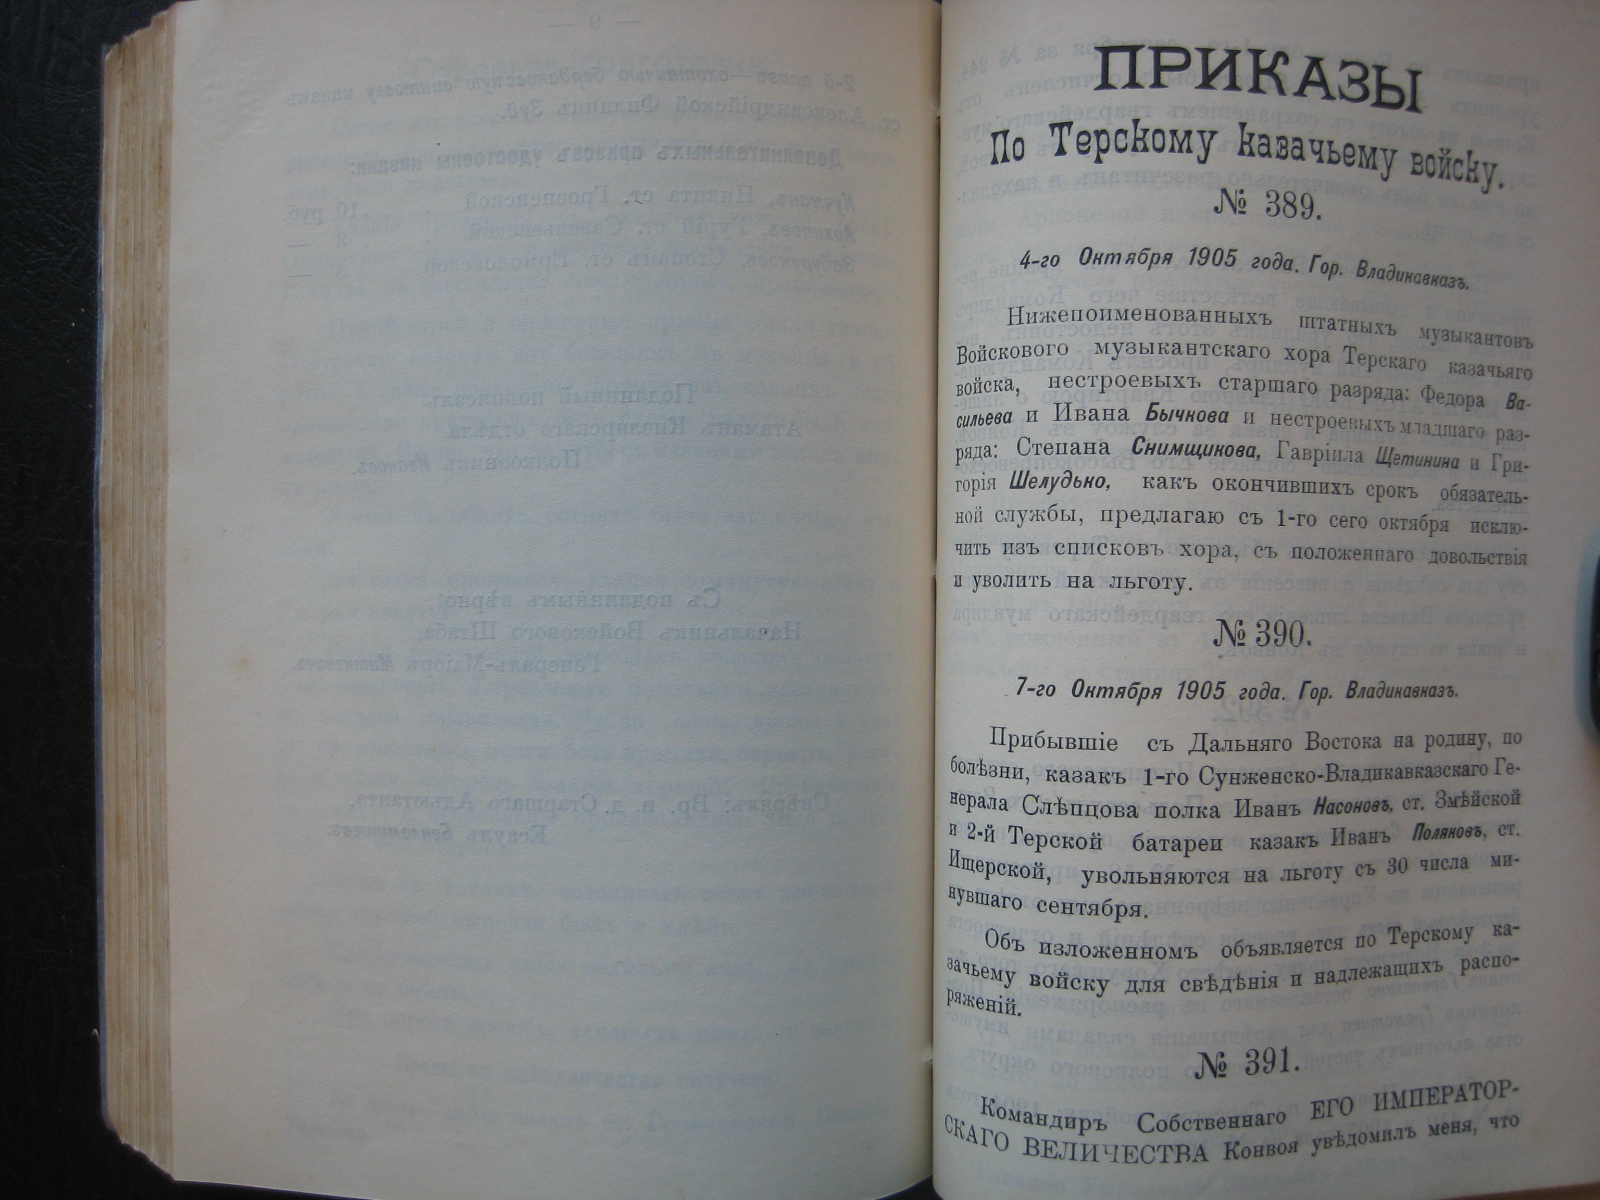 ПРИКАЗЫ
По Терскому казачьему войску.
№ 389.
4-го Октября 1905 года. Гор. Владинавназъ.
Нижепоименованныхъ штатныхъ музыкантовъ
Войскового музыкантскаго хора Терскаго казачьяго
войска, нестроевыхъ старшаго разряда: Федора Ва-
сильева и Ивана Бычнова и нестроевыхъ младшаго раз-
ряда: Степана Снимщикова, Гавріила Щетинина и Гри-
горія Шелудько, какъ окончившихъ срокъ обязатель-
ной службы, предлагаю съ 1-го сего октября исклю-
чить изъ списковъ хора, съ положеннаго довольствія
и уволить на льготу.
№ 390.
7-го Октября 1905 года. Гор. Владинавназъ.
Прибывшіе съ Дальняго Востока на родину, по
болѣзни, казакъ 1-го Сунженско-Владикавказскаго Ге-
нерала Слѣпцова полка Иванъ Насоновъ, ст. Змѣйской
и 2-й Терской батареи казакъ Иванъ Поляновъ, ст.
Ищерской, увольняются на льготу съ 30 числа ми-
нувшаго сентября.
Объ изложенномъ объявляется по Терскому ка-
зачьему войску для свѣдѣнія и надлежащихъ распо-
ряженій.
№ 391.
Командиръ Собственнаго ЕГО ИМПЕРАТОР-
СКАГО ВЕЛИЧЕСТВА Конвоя увѣдомилъ меня, что